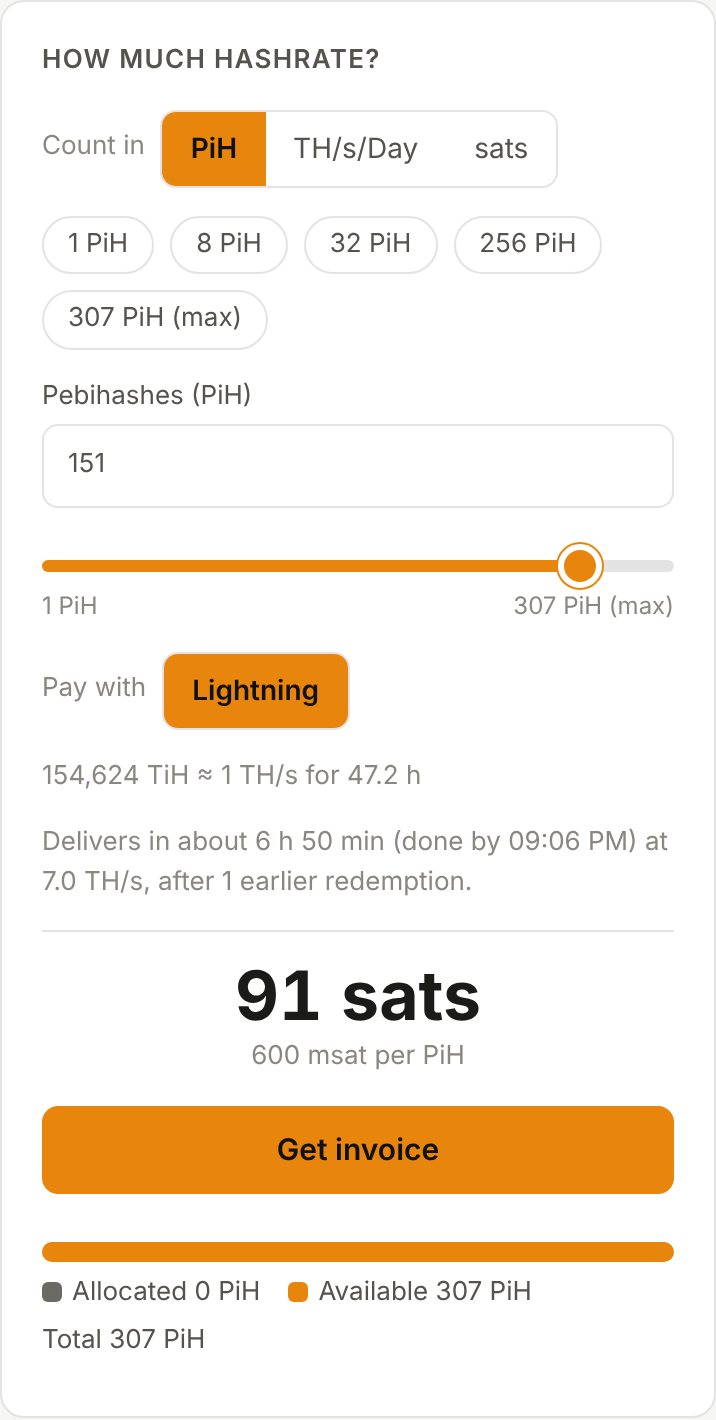 HOW MUCH HASHRATE?
Count in PiH TH/s/Day sats
1 PiH 8 PiH 32 PiH 256 PiH
307 PiH (max)
Pebihashes (PiH)
151
1 PiH 307 PiH (max)
Pay with Lightning
154,624 TiH ≈ 1 TH/s for 47.2 h
Delivers in about 6 h 50 min (done by 09:06 PM) at
7.0 TH/s, after 1 earlier redemption.
91 sats
600 msat per PiH
Get invoice
Allocated 0 PiH Available 307 PiH
Total 307 PiH